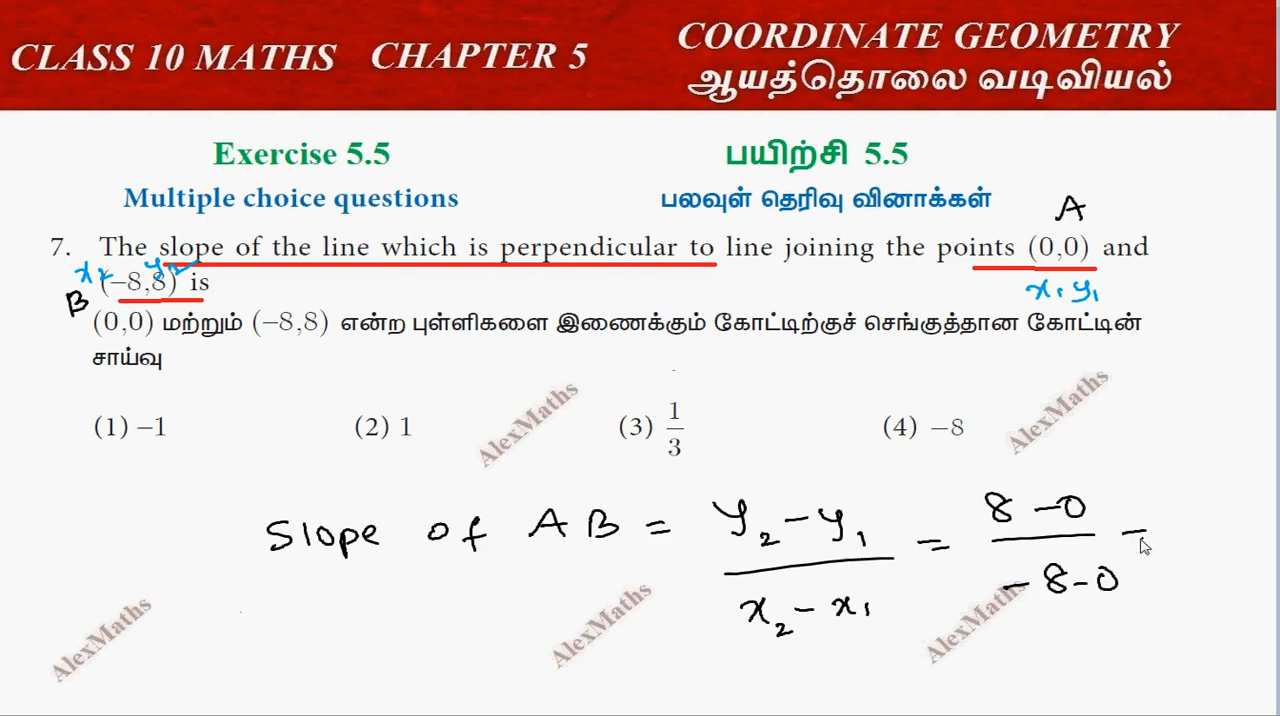 CLASS 10 MATHS CHAPTER 5
COORDINATE GEOMETRY
ஆயத்தொலை வடிவியல்
Exercise 5.5
பயிற்சி 5.5
Multiple choice questions
பலவுள் தெரிவு வினாக்கள்
A
7. The slope of the line which is perpendicular to line joining the points (0,0) and
x₂ y₂
B (−8,8) is
x₁ y₁
(0,0) மற்றும் (−8,8) என்ற புள்ளிகளை இணைக்கும் கோட்டிற்குச் செங்குத்தான கோட்டின்
சாய்வு
(1) −1 (2) 1 (3) 1/3 (4) −8
AlexMaths
AlexMaths
Slope of AB = y₂ − y₁ / x₂ − x₁ = 8 − 0 / −8 − 0 =
AlexMaths
AlexMaths
AlexMaths